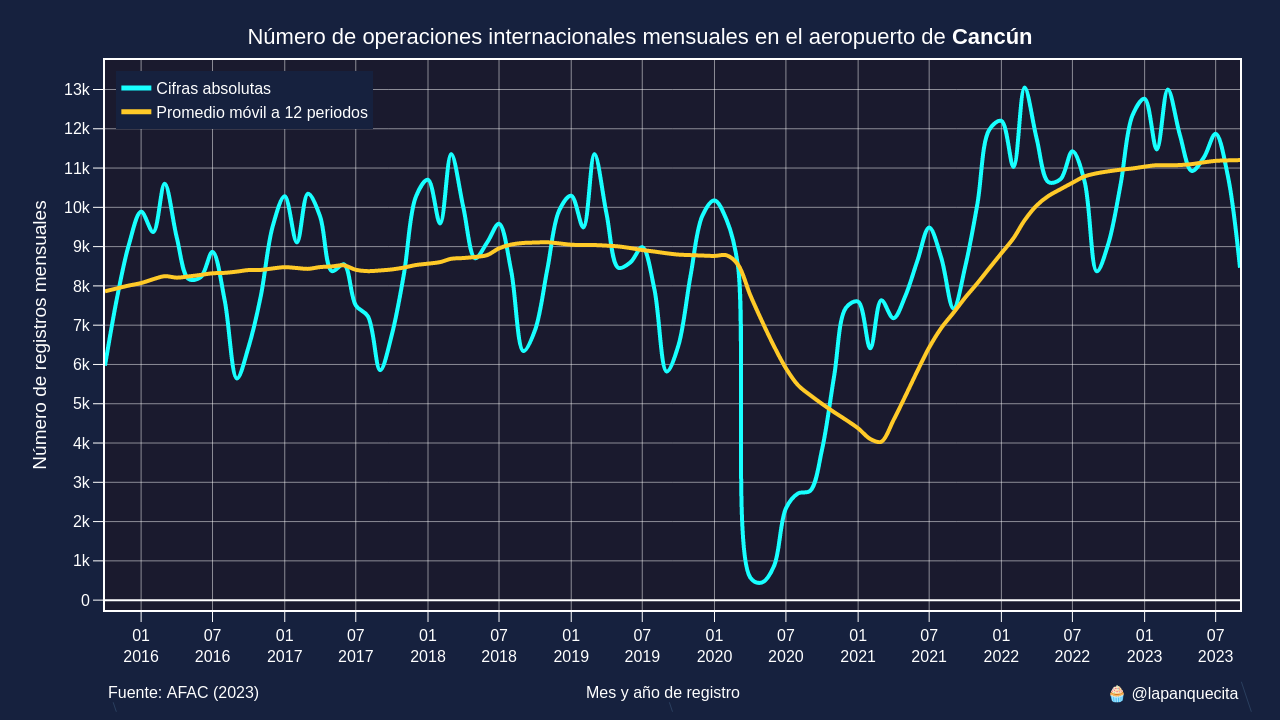 Número de operaciones internacionales mensuales en el aeropuerto de Cancún
Cifras absolutas
Promedio móvil a 12 periodos
Número de registros mensuales
13k
12k
11k
10k
9k
8k
7k
6k
5k
4k
3k
2k
1k
0
01 07 01 07 01 07 01 07 01 07 01 07 01 07 01 07
2016 2016 2017 2017 2018 2018 2019 2019 2020 2020 2021 2021 2022 2022 2023 2023
Fuente: AFAC (2023) Mes y año de registro 🧁 @lapanquecita